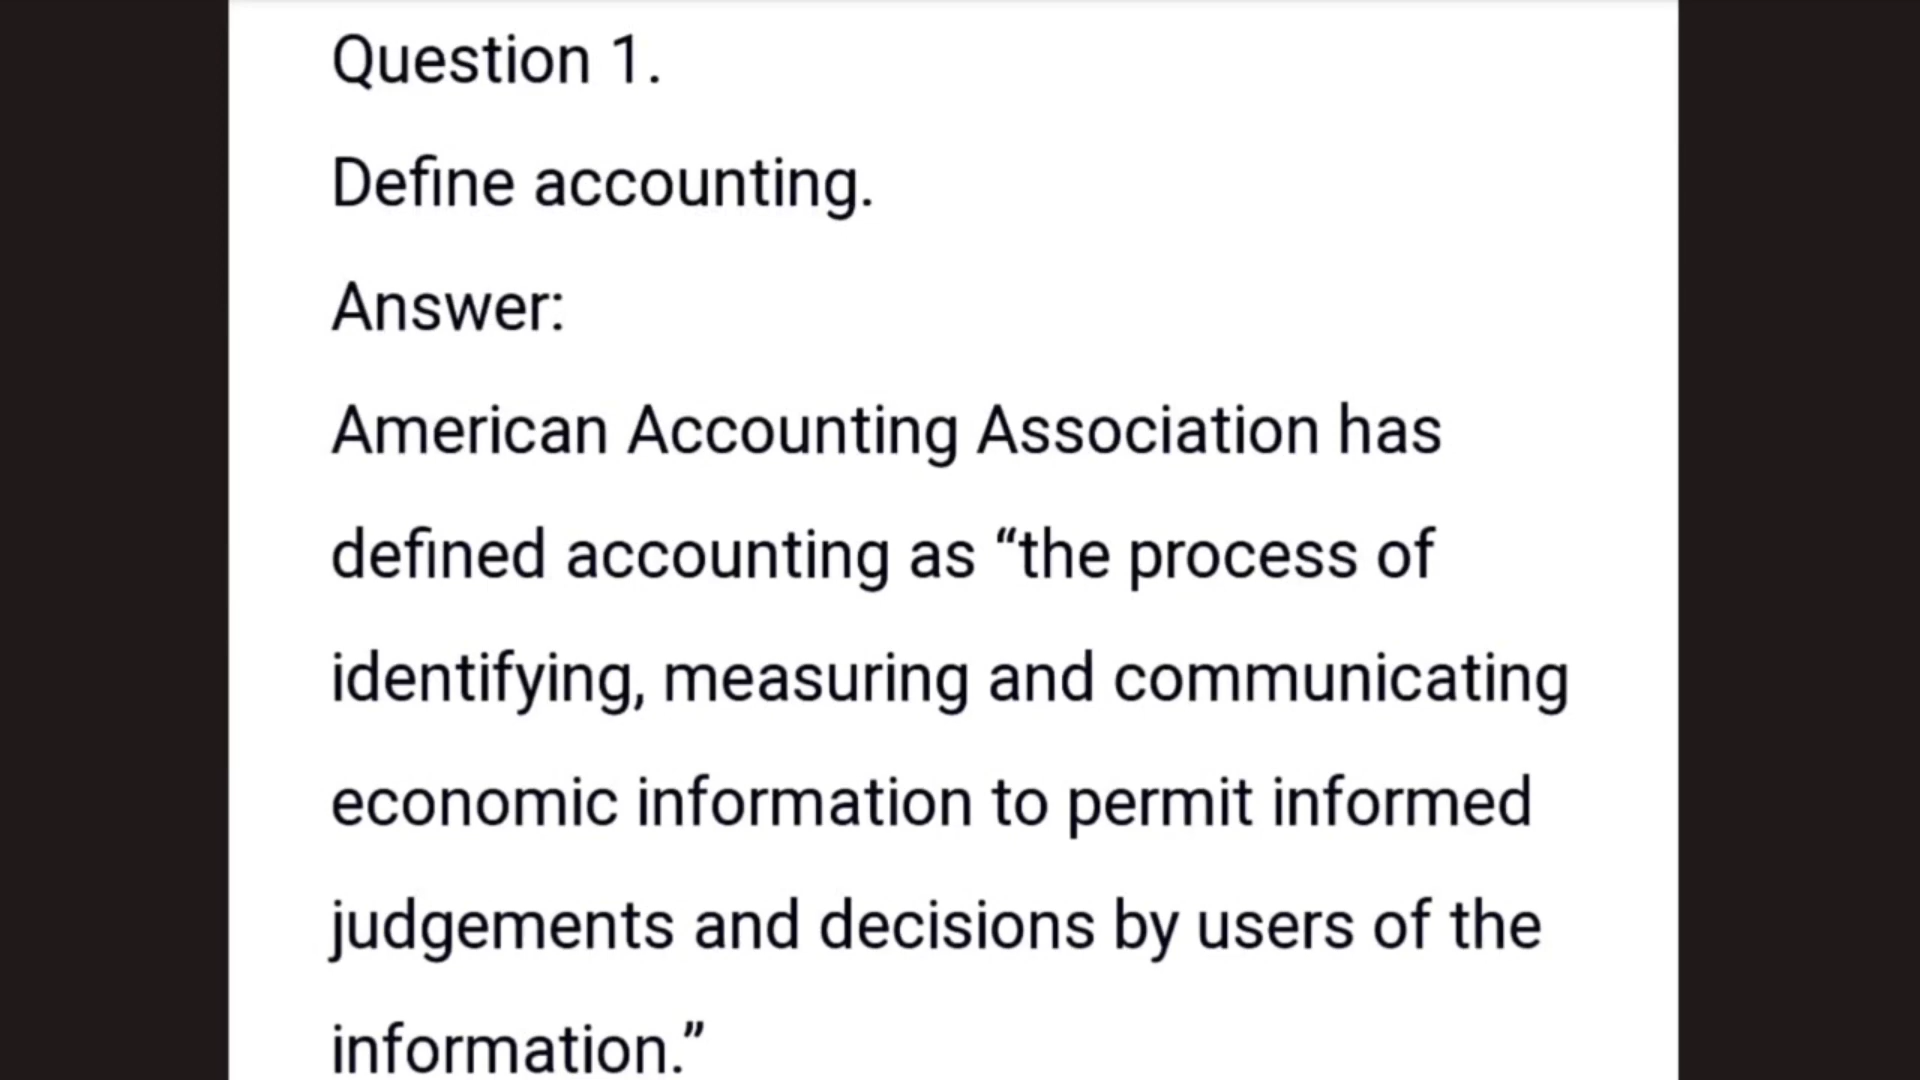 Question 1.
Define accounting.
Answer:
American Accounting Association has
defined accounting as “the process of
identifying, measuring and communicating
economic information to permit informed
judgements and decisions by users of the
information.”